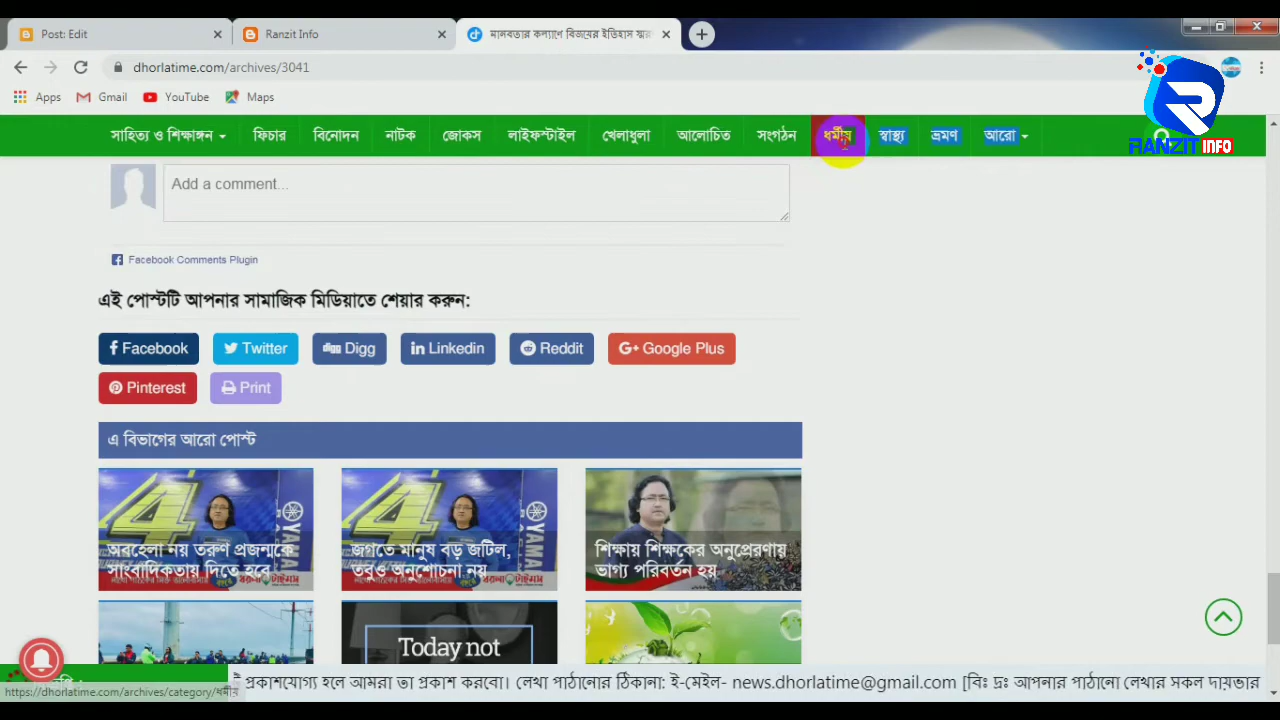 Post: Edit
Ranzit Info
মানবতার কল্যাণে বিজয়ের ইতিহাস স্মর
dhorlatime.com/archives/3041
Apps Gmail YouTube Maps
RANZIT INFO
সাহিত্য ও শিক্ষাঙ্গন ফিচার বিনোদন নাটক জোকস লাইফস্টাইল খেলাধুলা আলোচিত সংগঠন ধর্মীয় স্বাস্থ্য ভ্রমণ আরো
Add a comment...
Facebook Comments Plugin
এই পোস্টটি আপনার সামাজিক মিডিয়াতে শেয়ার করুন:
Facebook Twitter Digg Linkedin Reddit Google Plus
Pinterest Print
এ বিভাগের আরো পোস্ট
অবহেলা নয় তরুণ প্রজন্মকে
সাংবাদিকতায় দিতে হবে
জগতে মানুষ বড় জটিল,
তবুও অনুশোচনা নয়
শিক্ষায় শিক্ষকের অনুপ্রেরণায়
ভাগ্য পরিবর্তন হয়
Today not
প্রকাশযোগ্য হলে আমরা তা প্রকাশ করবো। লেখা পাঠানোর ঠিকানা: ই-মেইল- news.dhorlatime@gmail.com [বিঃ দ্রঃ আপনার পাঠানো লেখার সকল দায়ভার
https://dhorlatime.com/archives/category/ধর্মীয়